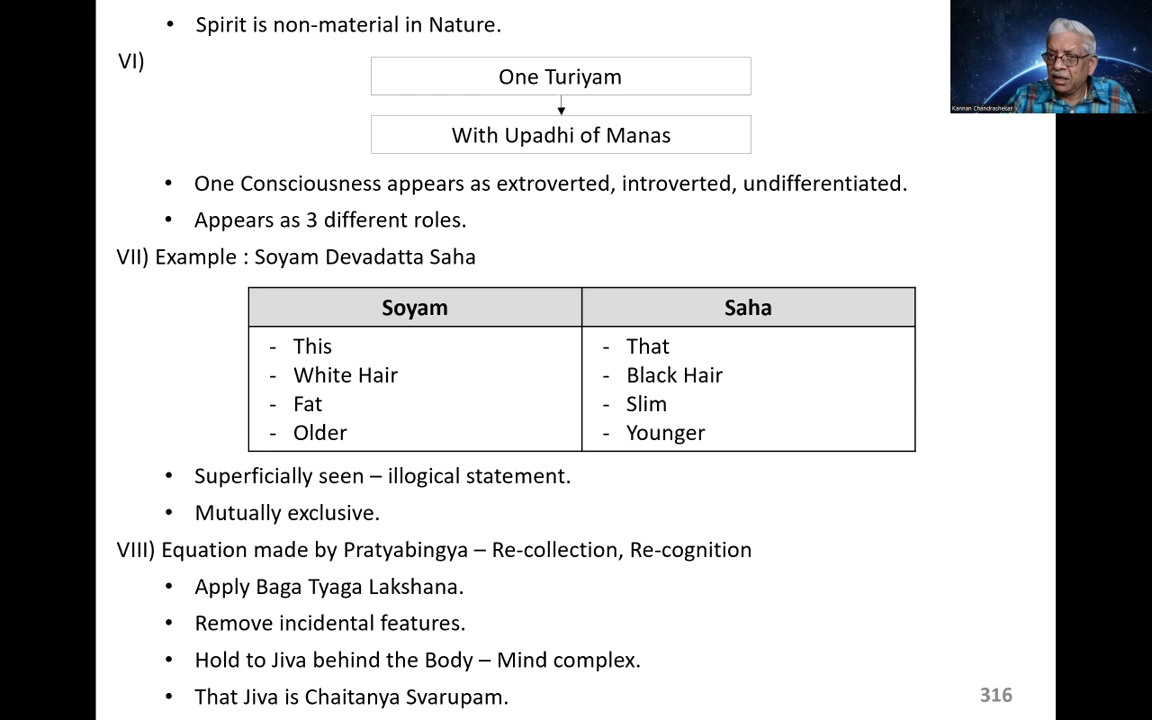 • Spirit is non-material in Nature.
VI)
One Turiyam
With Upadhi of Manas
• One Consciousness appears as extroverted, introverted, undifferentiated.
• Appears as 3 different roles.
VII) Example : Soyam Devadatta Saha
Soyam Saha
- This - That
- White Hair - Black Hair
- Fat - Slim
- Older - Younger
• Superficially seen – illogical statement.
• Mutually exclusive.
VIII) Equation made by Pratyabingya – Re-collection, Re-cognition
• Apply Baga Tyaga Lakshana.
• Remove incidental features.
• Hold to Jiva behind the Body – Mind complex.
• That Jiva is Chaitanya Svarupam.
316
Kannan Chandrashekar